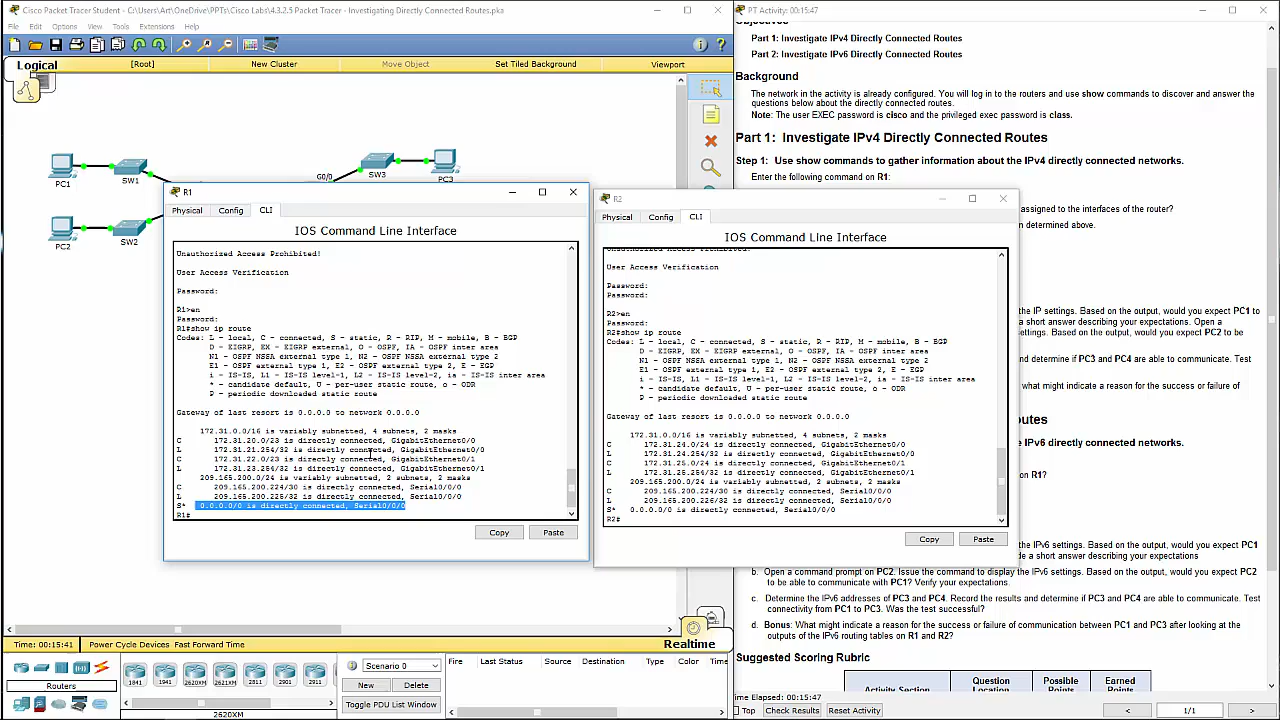 Cisco Packet Tracer Student - C:\Users\Art\OneDrive\PPTs\Cisco Labs\4.3.2.5 Packet Tracer - Investigating Directly Connected Routes.pka
File Edit Options View Tools Extensions Help
Logical [Root] New Cluster Move Object Set Tiled Background Viewport
PC1
SW1
PC2
SW2
G0/0
SW3
PC3
R1
Physical Config CLI
IOS Command Line Interface
Unauthorized Access Prohibited!
User Access Verification
Password:
R1>en
Password:
R1#show ip route
Codes: L - local, C - connected, S - static, R - RIP, M - mobile, B - BGP
D - EIGRP, EX - EIGRP external, O - OSPF, IA - OSPF inter area
N1 - OSPF NSSA external type 1, N2 - OSPF NSSA external type 2
E1 - OSPF external type 1, E2 - OSPF external type 2, E - EGP
i - IS-IS, L1 - IS-IS level-1, L2 - IS-IS level-2, ia - IS-IS inter area
* - candidate default, U - per-user static route, o - ODR
P - periodic downloaded static route
Gateway of last resort is 0.0.0.0 to network 0.0.0.0
172.31.0.0/16 is variably subnetted, 4 subnets, 2 masks
C 172.31.20.0/23 is directly connected, GigabitEthernet0/0
L 172.31.21.254/32 is directly connected, GigabitEthernet0/0
C 172.31.22.0/23 is directly connected, GigabitEthernet0/1
L 172.31.23.254/32 is directly connected, GigabitEthernet0/1
209.165.200.0/24 is variably subnetted, 2 subnets, 2 masks
C 209.165.200.224/30 is directly connected, Serial0/0/0
L 209.165.200.225/32 is directly connected, Serial0/0/0
S* 0.0.0.0/0 is directly connected, Serial0/0/0
R1#
Copy Paste
R2
Physical Config CLI
IOS Command Line Interface
Unauthorized Access Prohibited!
User Access Verification
Password:
Password:
R2>en
Password:
R2#show ip route
Codes: L - local, C - connected, S - static, R - RIP, M - mobile, B - BGP
D - EIGRP, EX - EIGRP external, O - OSPF, IA - OSPF inter area
N1 - OSPF NSSA external type 1, N2 - OSPF NSSA external type 2
E1 - OSPF external type 1, E2 - OSPF external type 2, E - EGP
i - IS-IS, L1 - IS-IS level-1, L2 - IS-IS level-2, ia - IS-IS inter area
* - candidate default, U - per-user static route, o - ODR
P - periodic downloaded static route
Gateway of last resort is 0.0.0.0 to network 0.0.0.0
172.31.0.0/16 is variably subnetted, 4 subnets, 2 masks
C 172.31.24.0/24 is directly connected, GigabitEthernet0/0
L 172.31.24.254/32 is directly connected, GigabitEthernet0/0
C 172.31.25.0/24 is directly connected, GigabitEthernet0/1
L 172.31.25.254/32 is directly connected, GigabitEthernet0/1
209.165.200.0/24 is variably subnetted, 2 subnets, 2 masks
C 209.165.200.224/30 is directly connected, Serial0/0/0
L 209.165.200.226/32 is directly connected, Serial0/0/0
S* 0.0.0.0/0 is directly connected, Serial0/0/0
R2#
Copy Paste
PT Activity: 00:15:47
Objectives
Part 1: Investigate IPv4 Directly Connected Routes
Part 2: Investigate IPv6 Directly Connected Routes
Background
The network in the activity is already configured. You will log in to the routers and use show commands to discover and answer the
questions below about the directly connected routes.
Note: The user EXEC password is cisco and the privileged exec password is class.
Part 1: Investigate IPv4 Directly Connected Routes
Step 1: Use show commands to gather information about the IPv4 directly connected networks.
Enter the following command on R1:
assigned to the interfaces of the router?
n determined above.
the IP settings. Based on the output, would you expect PC1 to
a short answer describing your expectations. Open a
settings. Based on the output, would you expect PC2 to be
and determine if PC3 and PC4 are able to communicate. Test
what might indicate a reason for the success or failure of
outes
tly connected networks.
n R1?
the IPv6 settings. Based on the output, would you expect PC1
de a short answer describing your expectations
b. Open a command prompt on PC2. Issue the command to display the IPv6 settings. Based on the output, would you expect PC2
to be able to communicate with PC1? Verify your expectations.
c. Determine the IPv6 addresses of PC3 and PC4. Record the results and determine if PC3 and PC4 are able to communicate. Test
connectivity from PC1 to PC3. Was the test successful?
d. Bonus: What might indicate a reason for the success or failure of communication between PC1 and PC3 after looking at the
outputs of the IPv6 routing tables on R1 and R2?
Suggested Scoring Rubric
Activity Section Question Location Possible Points Earned Points
Time Elapsed: 00:15:47
Top Check Results Reset Activity < 1/1 >
Time: 00:15:41 Power Cycle Devices Fast Forward Time Realtime
Routers
1841 1941 2620XM 2621XM 2811 2901 2911
2620XM
Scenario 0
New Delete
Toggle PDU List Window
Fire Last Status Source Destination Type Color Time